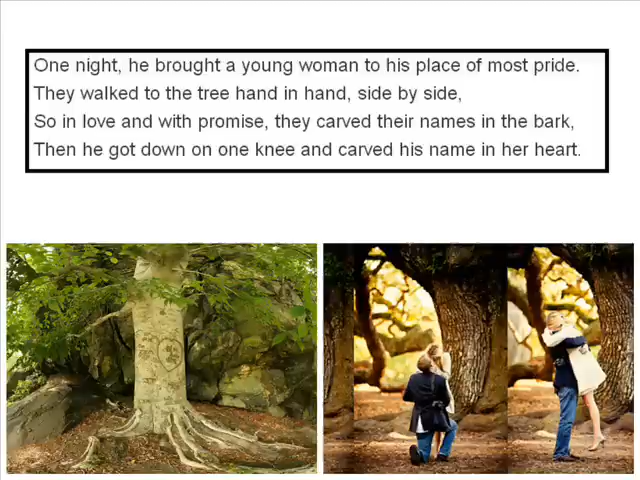 One night, he brought a young woman to his place of most pride.
They walked to the tree hand in hand, side by side,
So in love and with promise, they carved their names in the bark,
Then he got down on one knee and carved his name in her heart.